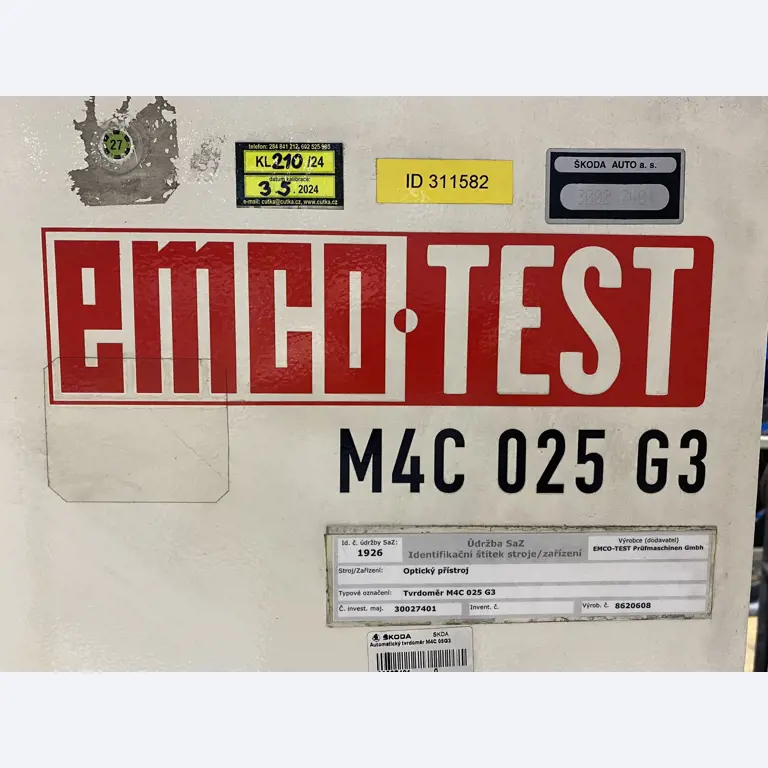 27
telefon: 284 841 212, 602 525 985
KL 210 /24
datum kalibrace:
3 5. 2024
e-mail: cutka@cutka.cz, www.cutka.cz
ID 311582
ŠKODA AUTO a. s.
emco·TEST
M4C 025 G3
Id. č. údržby SaZ:
1926
Údržba SaZ
Identifikační štítek stroje/zařízení
Výrobce (dodavatel)
EMCO-TEST Prüfmaschinen Gmbh
Stroj/Zařízení: Optický přístroj
Typové označení: Tvrdoměr M4C 025 G3
Č. invest. maj. 30027401 Invent. č. Výrob. č. 8620608
ŠKODA ŠKDA
Automatický tvrdoměr M4C 05G3